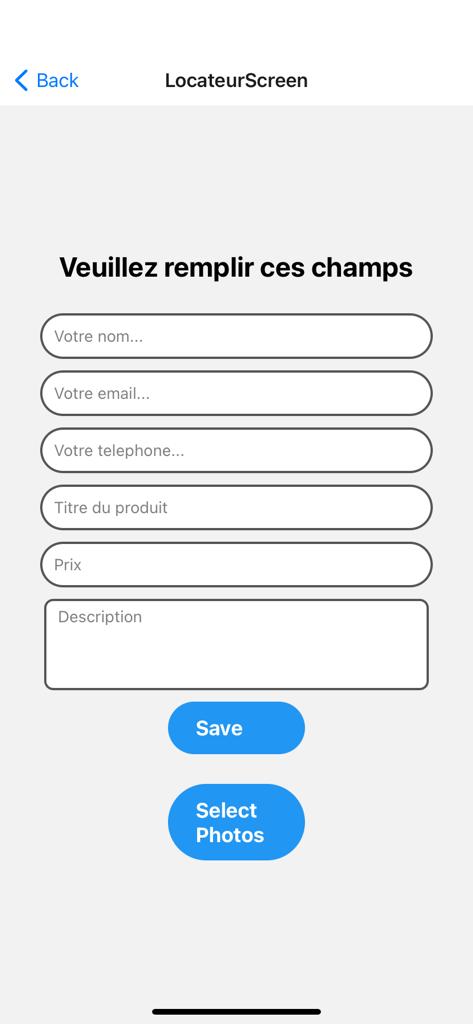 Back
LocateurScreen
Veuillez remplir ces champs
Votre nom...
Votre email...
Votre telephone...
Titre du produit
Prix
Description
Save
Select
Photos